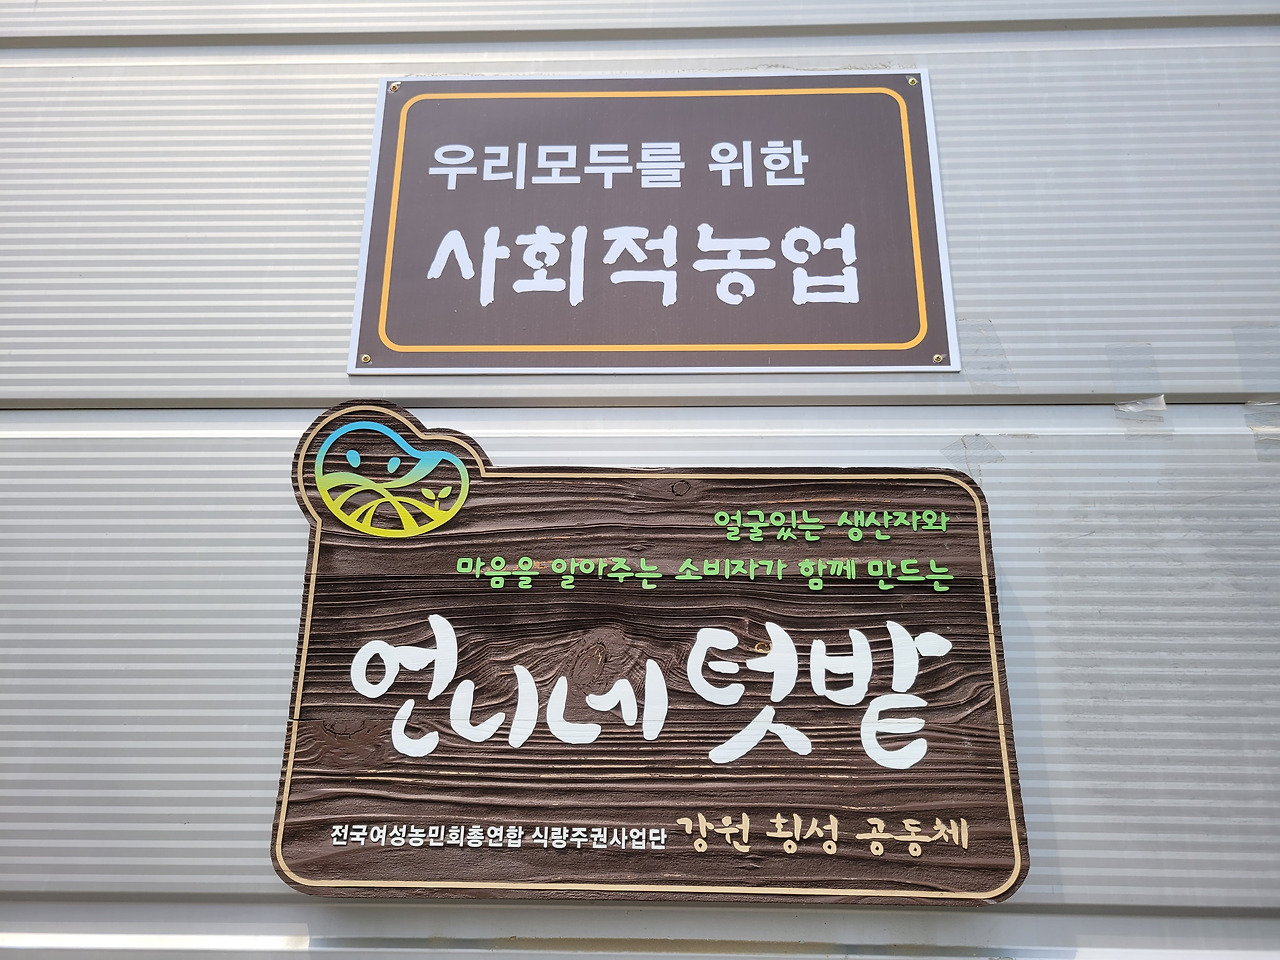 우리모두를 위한
사회적농업
얼굴있는 생산자와
마음을 알아주는 소비자가 함께 만드는
언니네텃밭
전국여성농민회총연합 식량주권사업단 강원 횡성 공동체